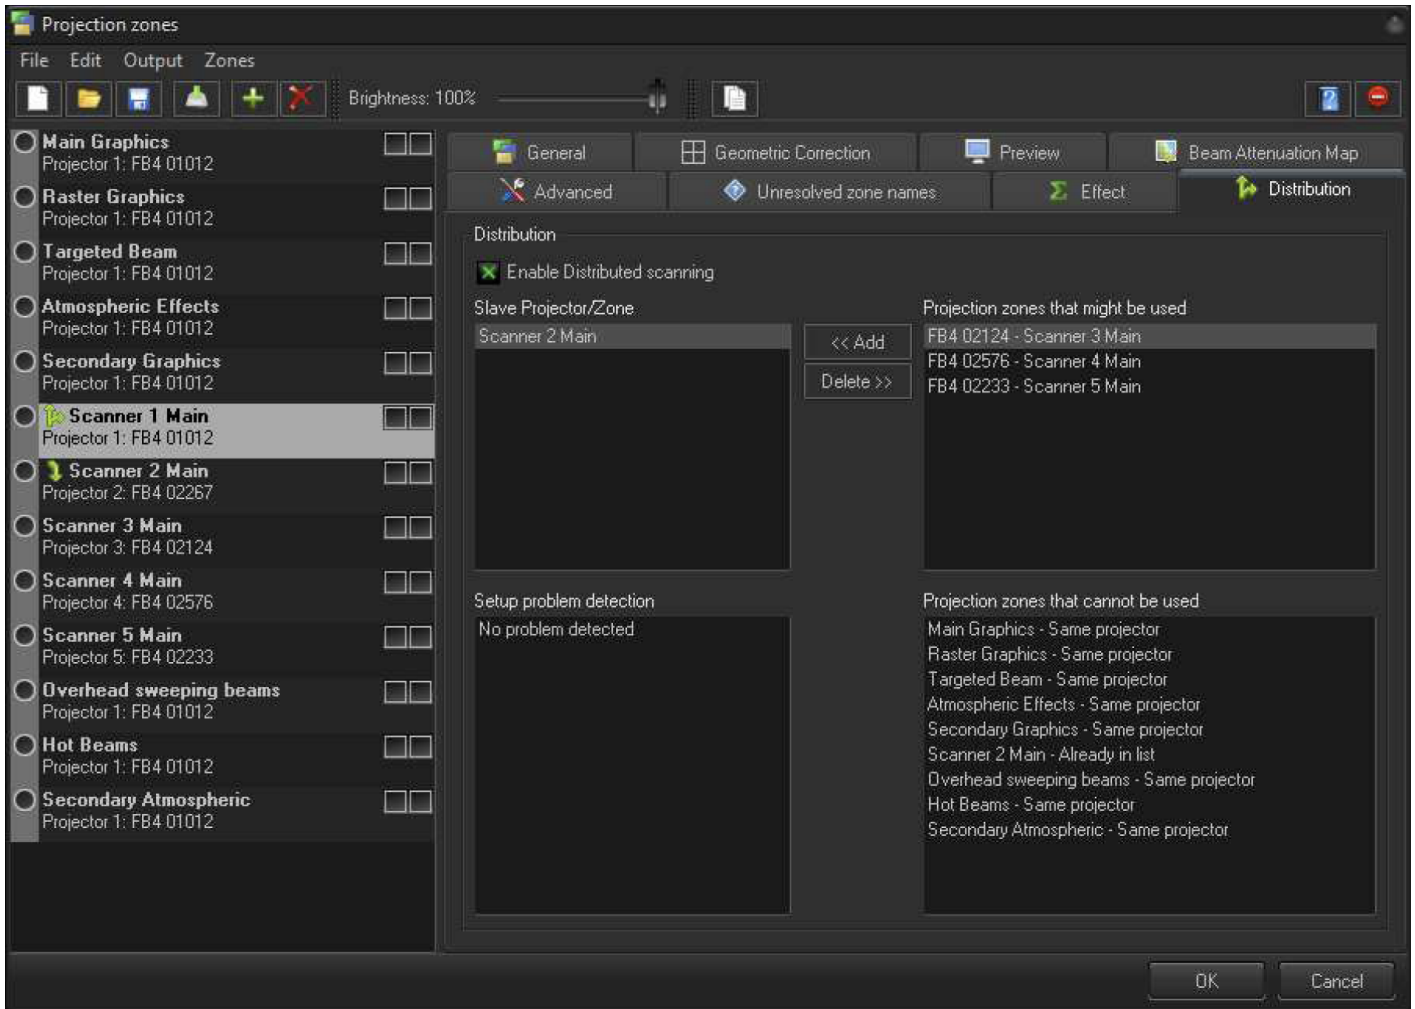 Projection zones
File Edit Output Zones
Brightness: 100%
Main Graphics
Projector 1: FB4 01012
Raster Graphics
Projector 1: FB4 01012
Targeted Beam
Projector 1: FB4 01012
Atmospheric Effects
Projector 1: FB4 01012
Secondary Graphics
Projector 1: FB4 01012
Scanner 1 Main
Projector 1: FB4 01012
Scanner 2 Main
Projector 2: FB4 02267
Scanner 3 Main
Projector 3: FB4 02124
Scanner 4 Main
Projector 4: FB4 02576
Scanner 5 Main
Projector 5: FB4 02233
Overhead sweeping beams
Projector 1: FB4 01012
Hot Beams
Projector 1: FB4 01012
Secondary Atmospheric
Projector 1: FB4 01012
General Geometric Correction Preview Beam Attenuation Map
Advanced Unresolved zone names Effect Distribution
Distribution
Enable Distributed scanning
Slave Projector/Zone
Scanner 2 Main
<< Add
Delete >>
Projection zones that might be used
FB4 02124 - Scanner 3 Main
FB4 02576 - Scanner 4 Main
FB4 02233 - Scanner 5 Main
Setup problem detection
No problem detected
Projection zones that cannot be used
Main Graphics - Same projector
Raster Graphics - Same projector
Targeted Beam - Same projector
Atmospheric Effects - Same projector
Secondary Graphics - Same projector
Scanner 2 Main - Already in list
Overhead sweeping beams - Same projector
Hot Beams - Same projector
Secondary Atmospheric - Same projector
OK Cancel